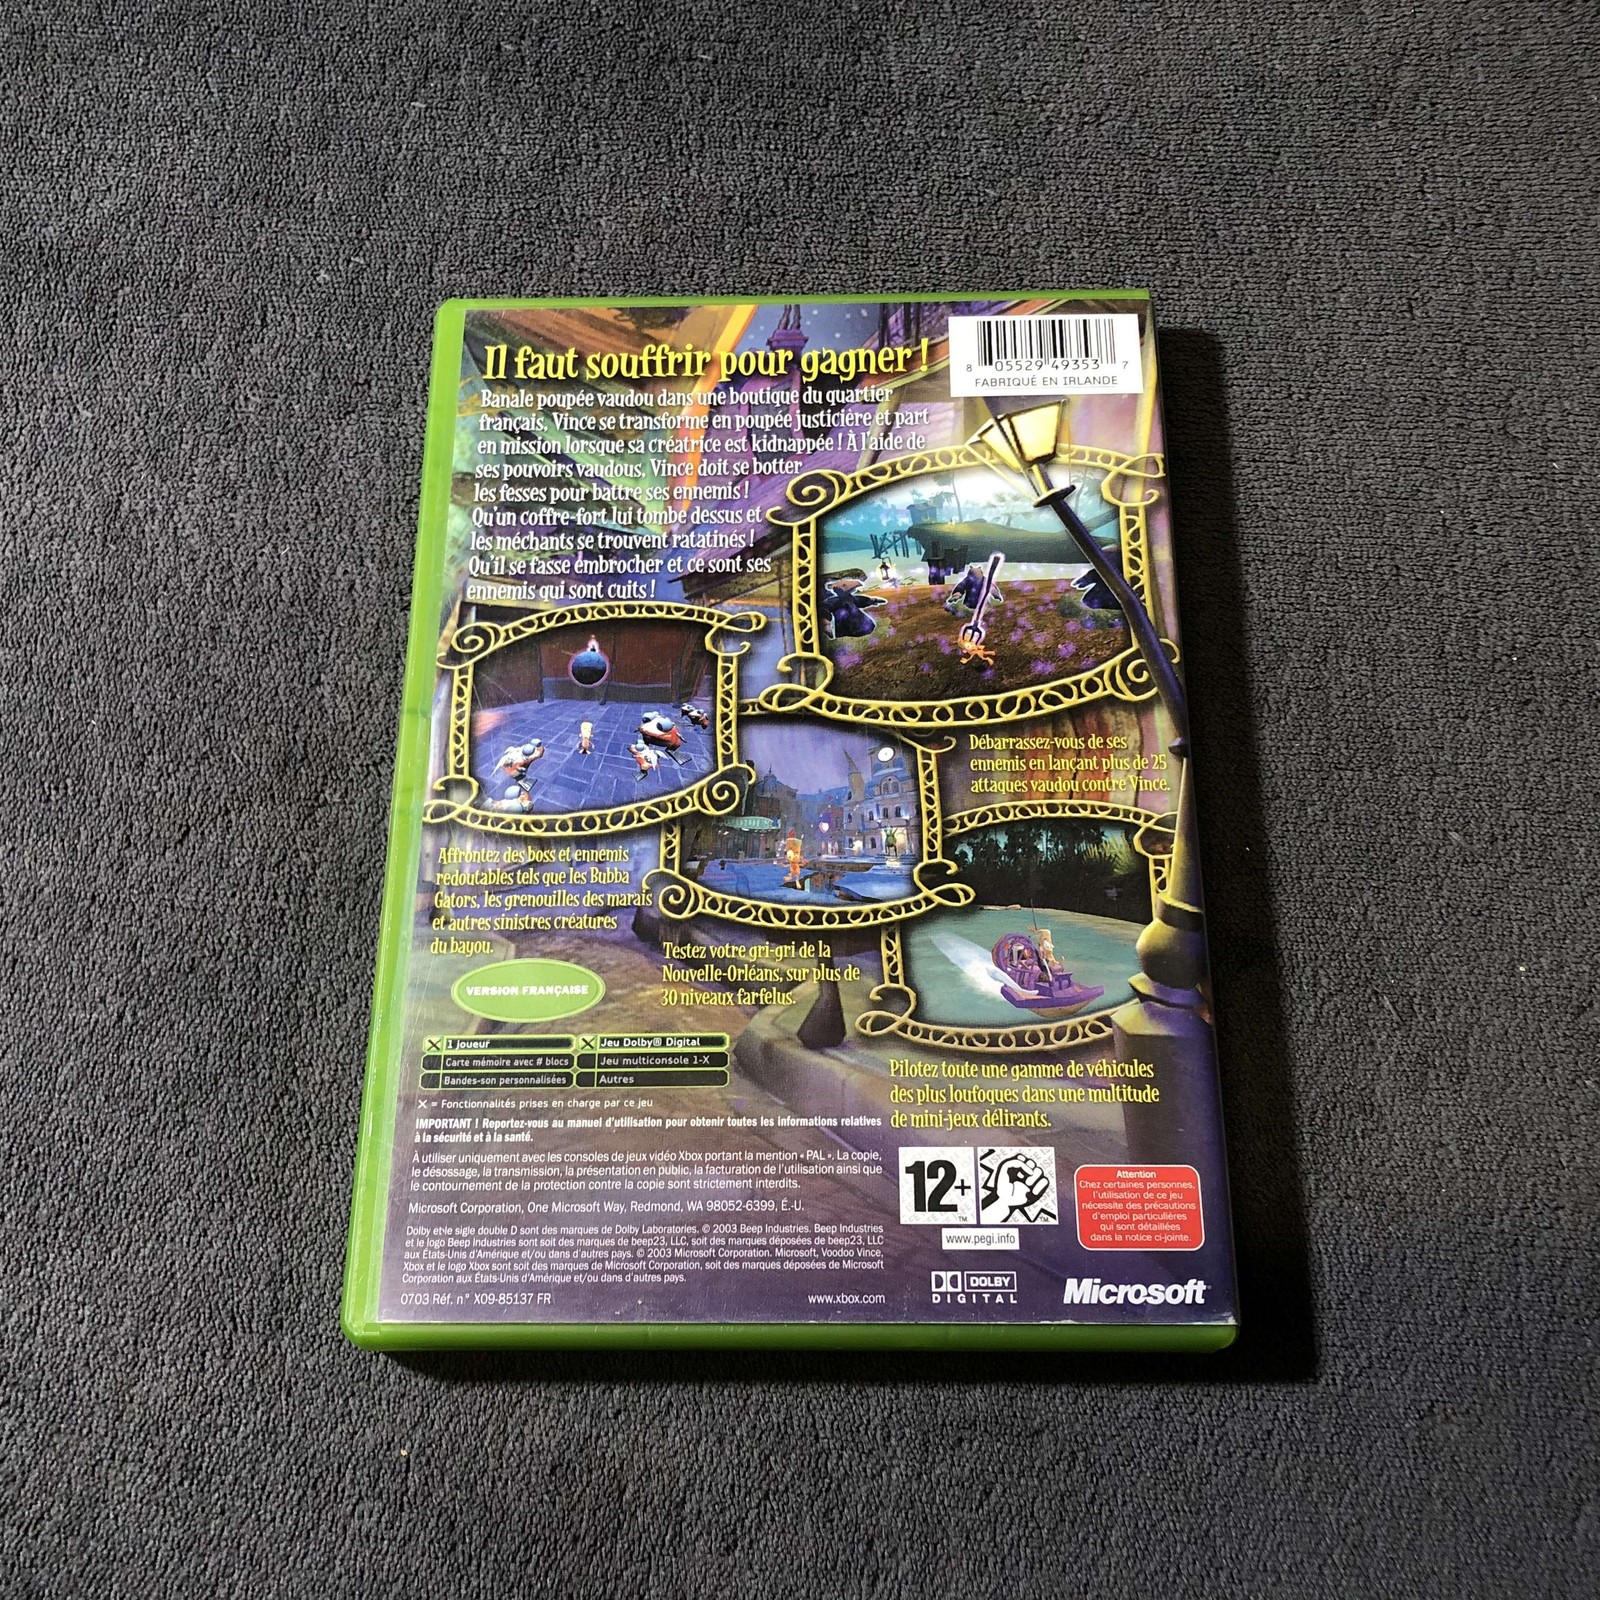 Il faut souffrir pour gagner !
Banale poupée vaudou dans une boutique du quartier
français, Vince se transforme en poupée justicière et part
en mission lorsque sa créatrice est kidnappée ! À l'aide de
ses pouvoirs vaudous, Vince doit se botter
les fesses pour battre ses ennemis !
Qu'un coffre-fort lui tombe dessus et
les méchants se trouvent ratatinés !
Qu'il se fasse embrocher et ce sont ses
ennemis qui sont cuits !
8 05529 49353 7
FABRIQUÉ EN IRLANDE
Débarrassez-vous de ses
ennemis en lançant plus de 25
attaques vaudou contre Vince.
Affrontez des boss et ennemis
redoutables tels que les Bubba
Gators, les grenouilles des marais
et autres sinistres créatures
du bayou.
Testez votre gri-gri de la
Nouvelle-Orléans, sur plus de
30 niveaux farfelus.
Pilotez toute une gamme de véhicules
des plus loufoques dans une multitude
de mini-jeux délirants.
VERSION FRANÇAISE
X 1 joueur
X Jeu Dolby® Digital
Carte mémoire avec # blocs
Jeu multiconsole 1-X
Bandes-son personnalisées
Autres
X = Fonctionnalités prises en charge par ce jeu
IMPORTANT ! Reportez-vous au manuel d'utilisation pour obtenir toutes les informations relatives
à la sécurité et à la santé.
À utiliser uniquement avec les consoles de jeux vidéo Xbox portant la mention « PAL ». La copie,
le désossage, la transmission, la présentation en public, la facturation de l'utilisation ainsi que
le contournement de la protection contre la copie sont strictement interdits.
Microsoft Corporation, One Microsoft Way, Redmond, WA 98052-6399, É.-U.
Dolby et le sigle double D sont des marques de Dolby Laboratories. © 2003 Beep Industries. Beep Industries
et le logo Beep Industries sont soit des marques de beep23, LLC, soit des marques déposées de beep23, LLC
aux États-Unis d'Amérique et/ou dans d'autres pays. © 2003 Microsoft Corporation. Microsoft, Voodoo Vince,
Xbox et le logo Xbox sont soit des marques de Microsoft Corporation, soit des marques déposées de Microsoft
Corporation aux États-Unis d'Amérique et/ou dans d'autres pays.
0703 Réf. n° X09-85137 FR
www.xbox.com
12+
TM
TM
www.pegi.info
Attention
Chez certaines personnes,
l'utilisation de ce jeu
nécessite des précautions
d'emploi particulières
qui sont détaillées
dans la notice ci-jointe.
DOLBY
DIGITAL
Microsoft